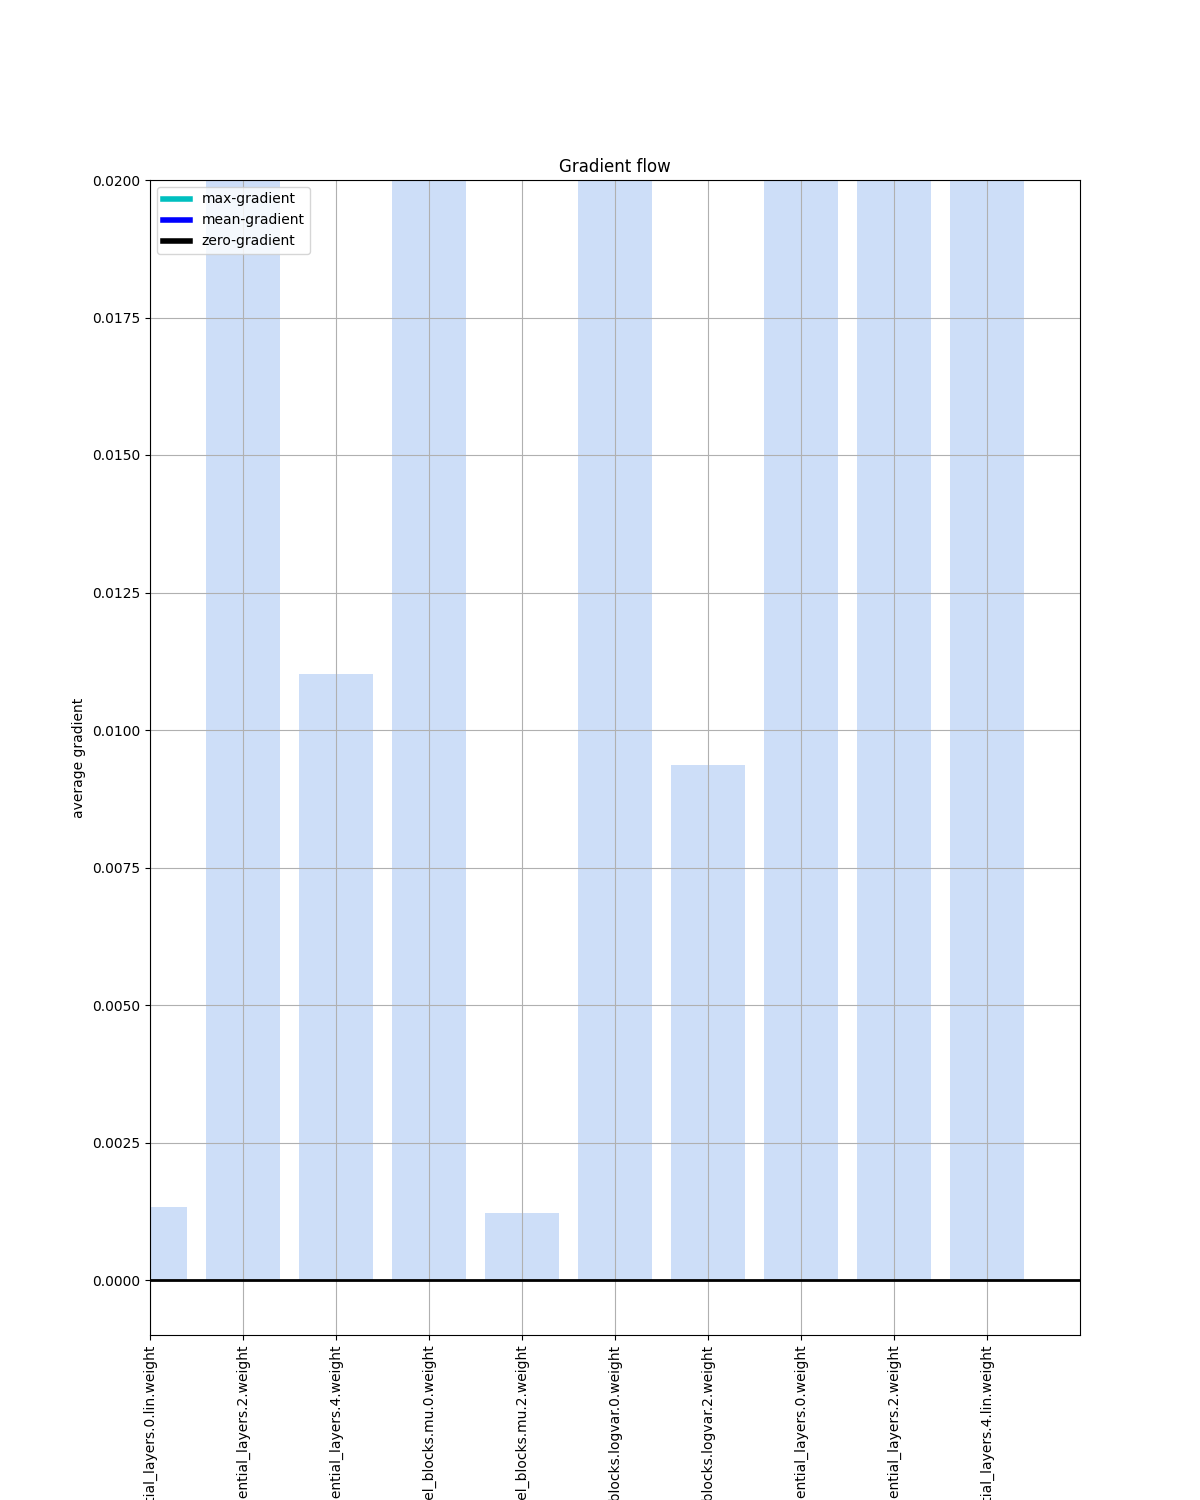 Gradient flow
max-gradient
mean-gradient
zero-gradient
0.0200
0.0175
0.0150
0.0125
0.0100
0.0075
0.0050
0.0025
0.0000
average gradient
tial_layers.0.lin.weight
ential_layers.2.weight
ential_layers.4.weight
el_blocks.mu.0.weight
el_blocks.mu.2.weight
blocks.logvar.0.weight
blocks.logvar.2.weight
ential_layers.0.weight
ential_layers.2.weight
tial_layers.4.lin.weight